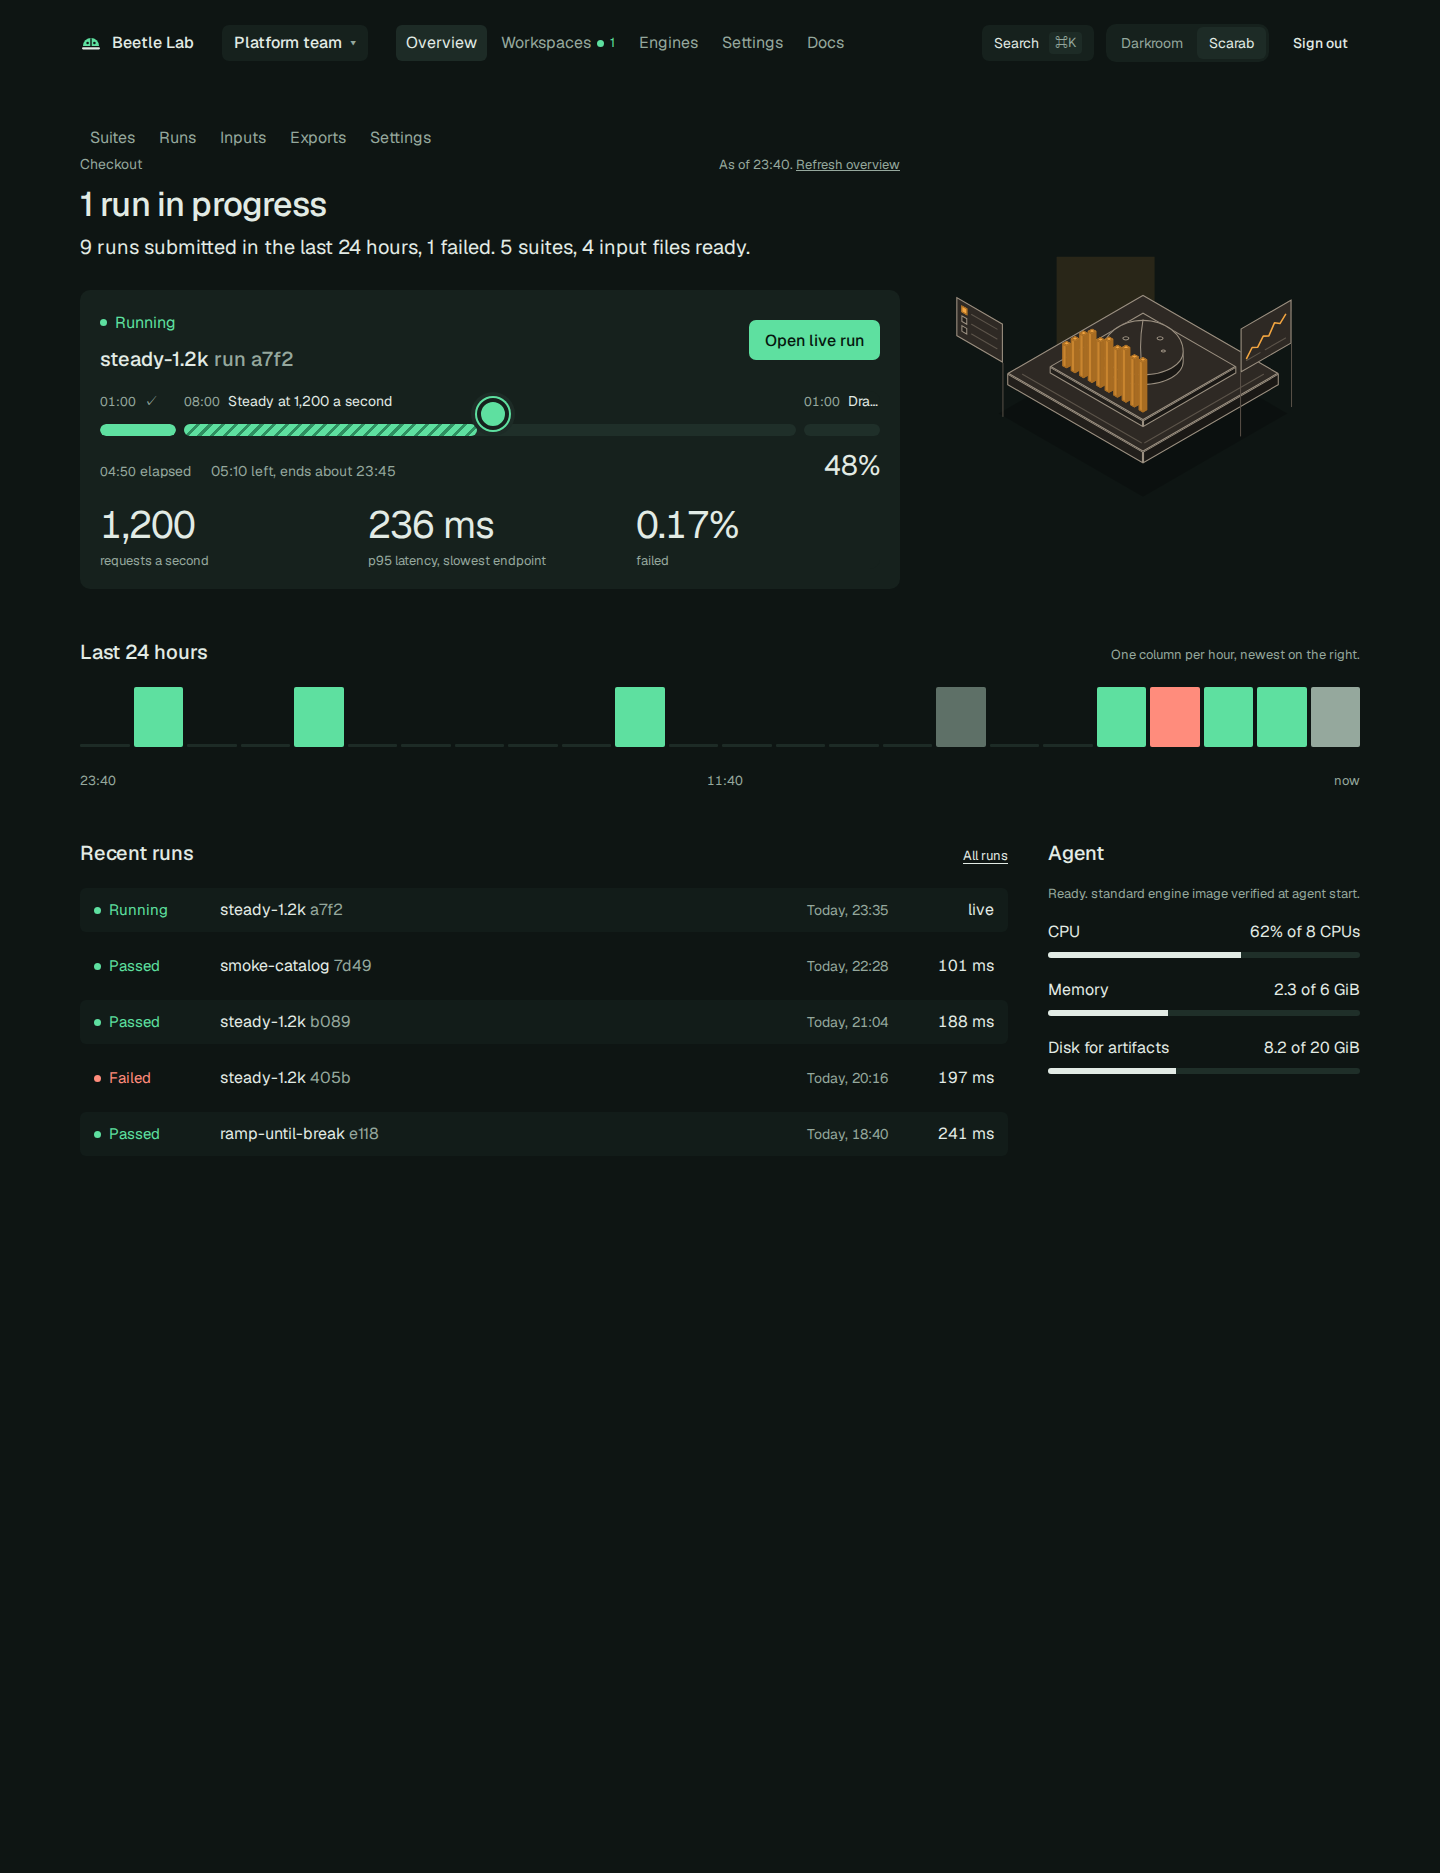 Beetle Lab Platform team Overview Workspaces 1 Engines Settings Docs Search ⌘K Darkroom Scarab Sign out
Suites Runs Inputs Exports Settings
Checkout As of 23:40. Refresh overview
1 run in progress
9 runs submitted in the last 24 hours, 1 failed. 5 suites, 4 input files ready.
Running
Open live run
steady-1.2k run a7f2
01:00 ✓ 08:00 Steady at 1,200 a second 01:00 Dra...
04:50 elapsed 05:10 left, ends about 23:45 48%
1,200 236 ms 0.17%
requests a second p95 latency, slowest endpoint failed
Last 24 hours One column per hour, newest on the right.
23:40 11:40 now
Recent runs All runs
Running steady-1.2k a7f2 Today, 23:35 live
Passed smoke-catalog 7d49 Today, 22:28 101 ms
Passed steady-1.2k b089 Today, 21:04 188 ms
Failed steady-1.2k 405b Today, 20:16 197 ms
Passed ramp-until-break e118 Today, 18:40 241 ms
Agent
Ready. standard engine image verified at agent start.
CPU 62% of 8 CPUs
Memory 2.3 of 6 GiB
Disk for artifacts 8.2 of 20 GiB